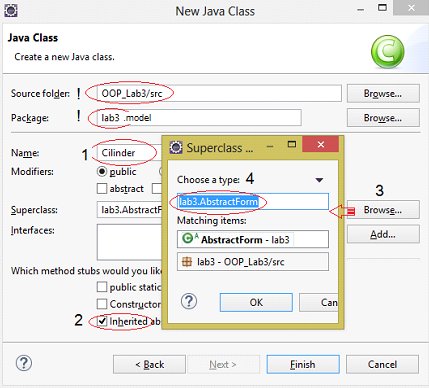 New Java Class
Java Class
Create a new Java class.
Source folder: ! OOP_Lab3/src Browse...
Package: ! lab3 .model Browse...
Name: 1 Cilinder
Modifiers: public
abstract
Superclass: lab3.AbstractF 3 Browse...
Interfaces: Add...
Which method stubs would you like
public static
Constructor
2 Inherited ab
Superclass ...
Choose a type: 4
lab3.AbstractForm
Matching items:
AbstractForm - lab3
lab3 - OOP_Lab3/src
? OK Can
? < Back Next > Finish Cancel